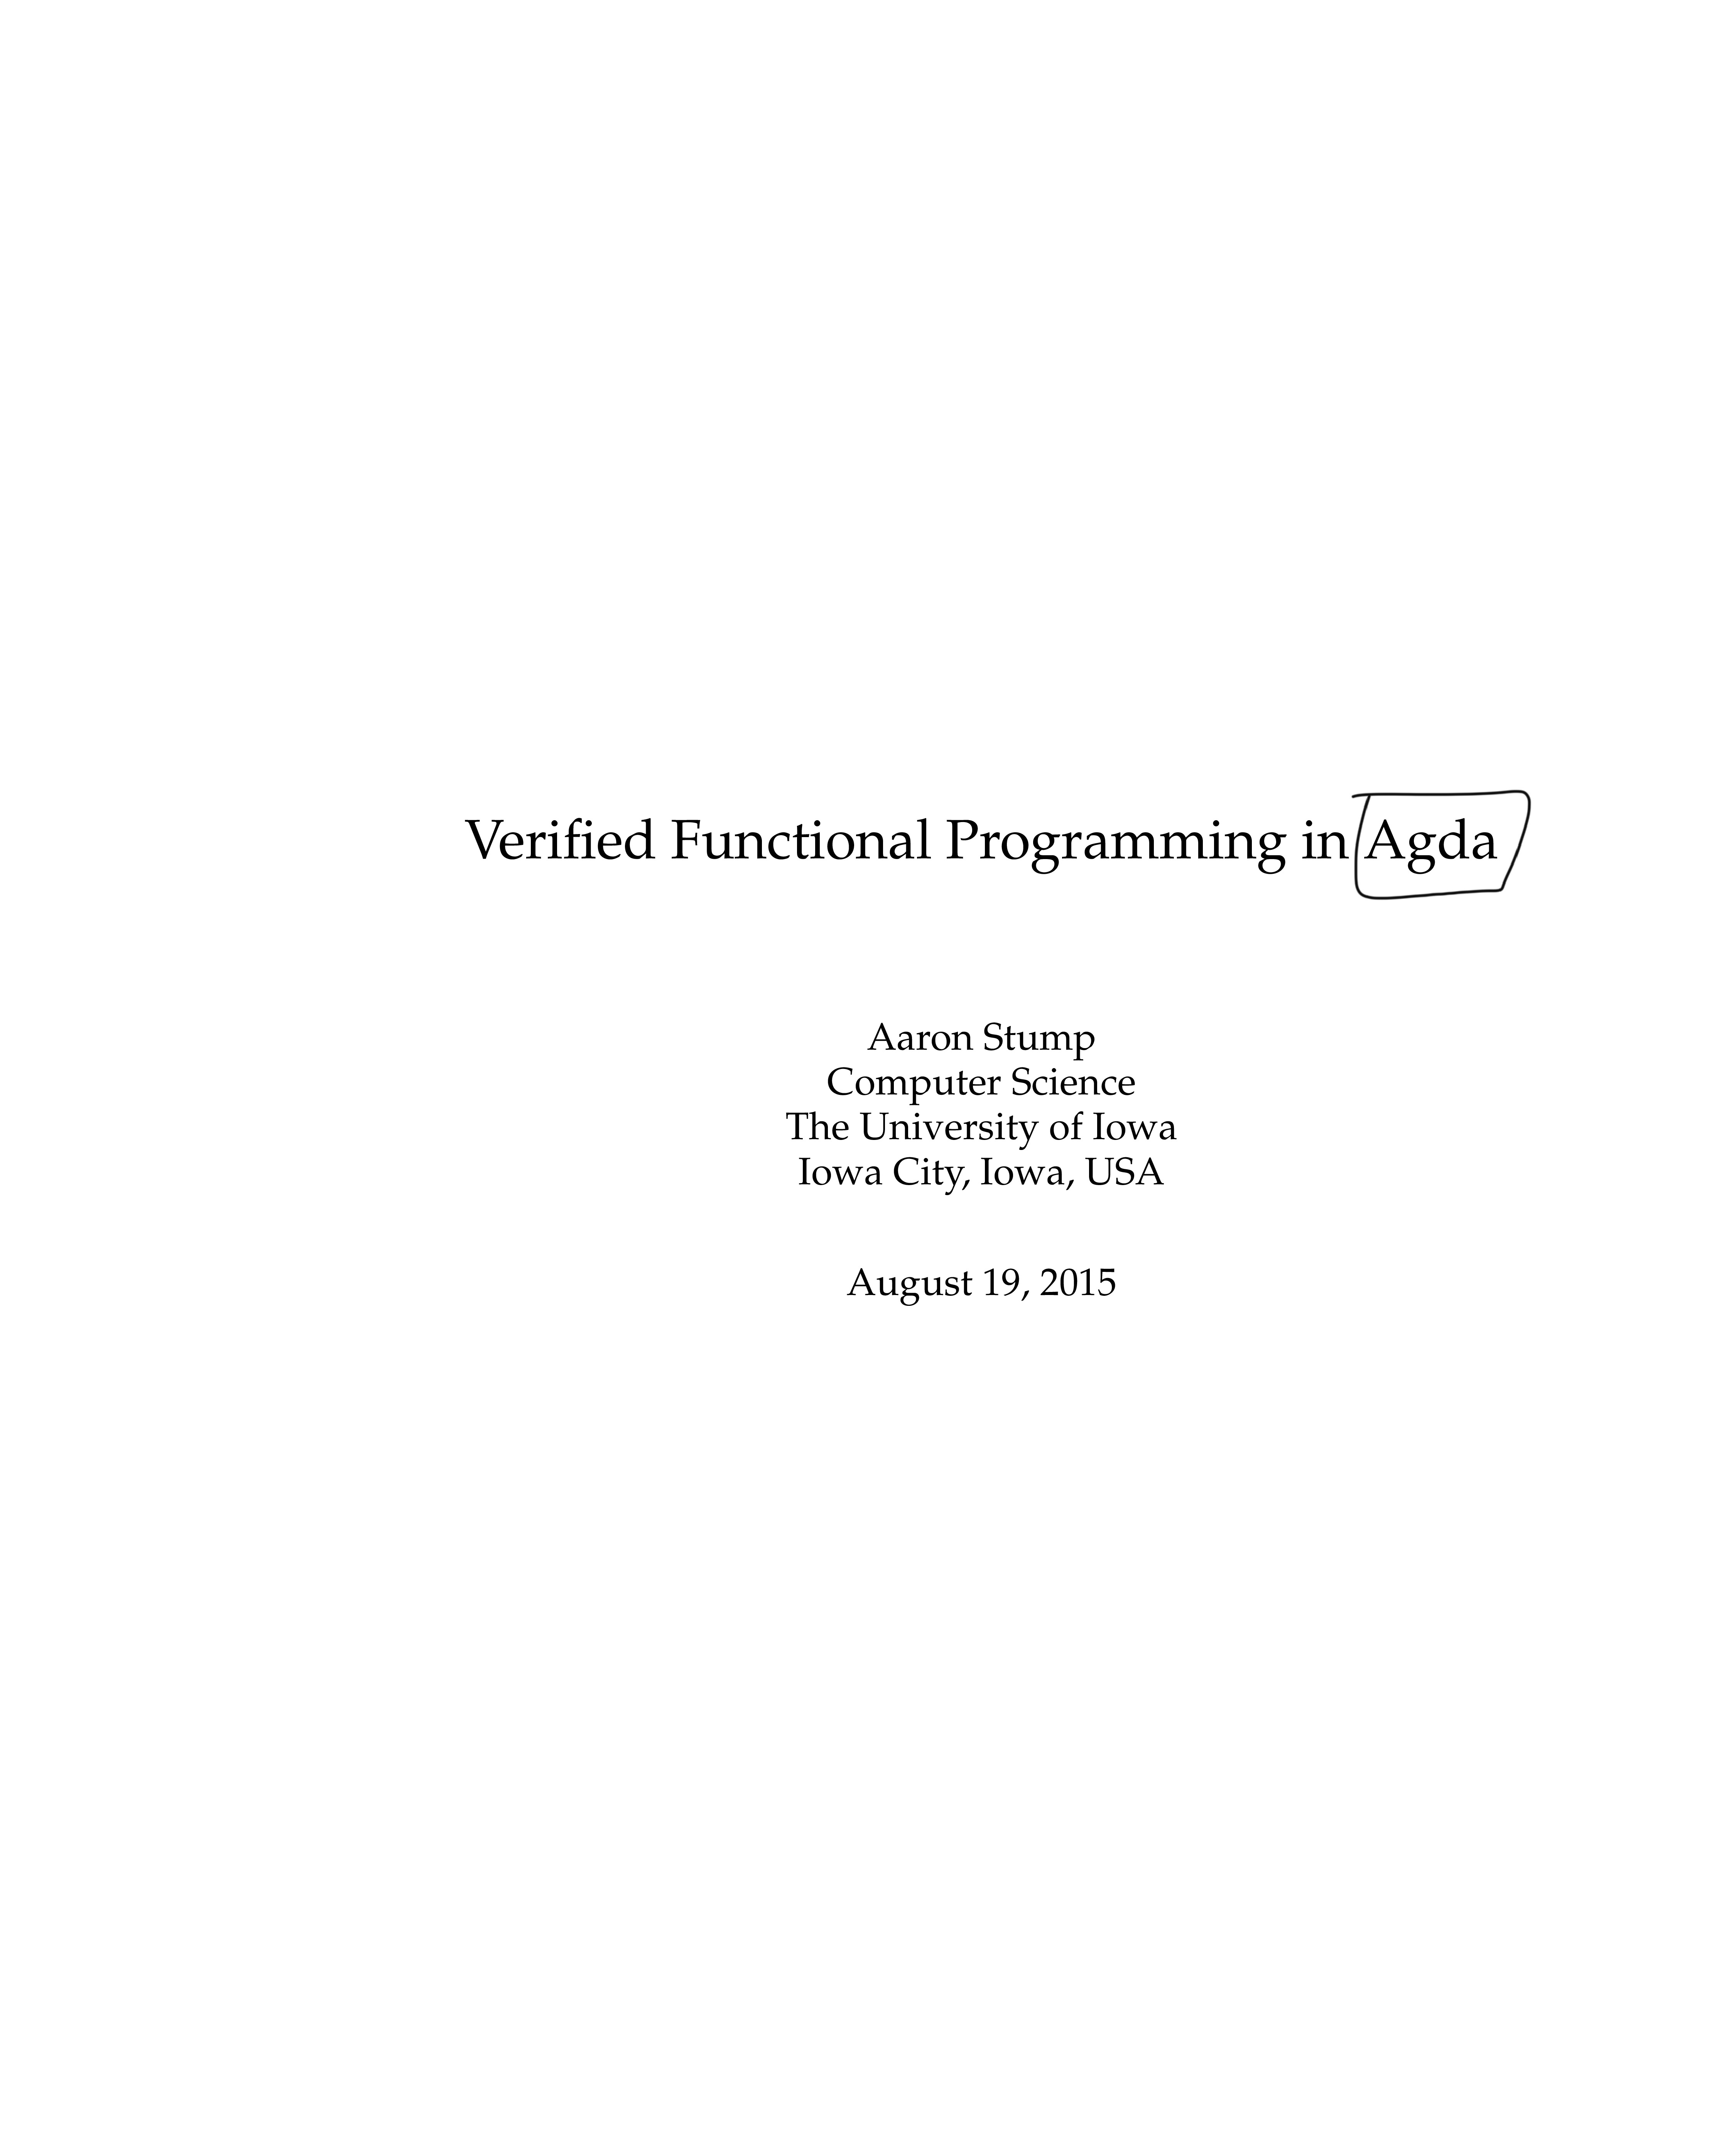 Verified Functional Programming in Agda
Aaron Stump
Computer Science
The University of Iowa
Iowa City, Iowa, USA
August 19, 2015